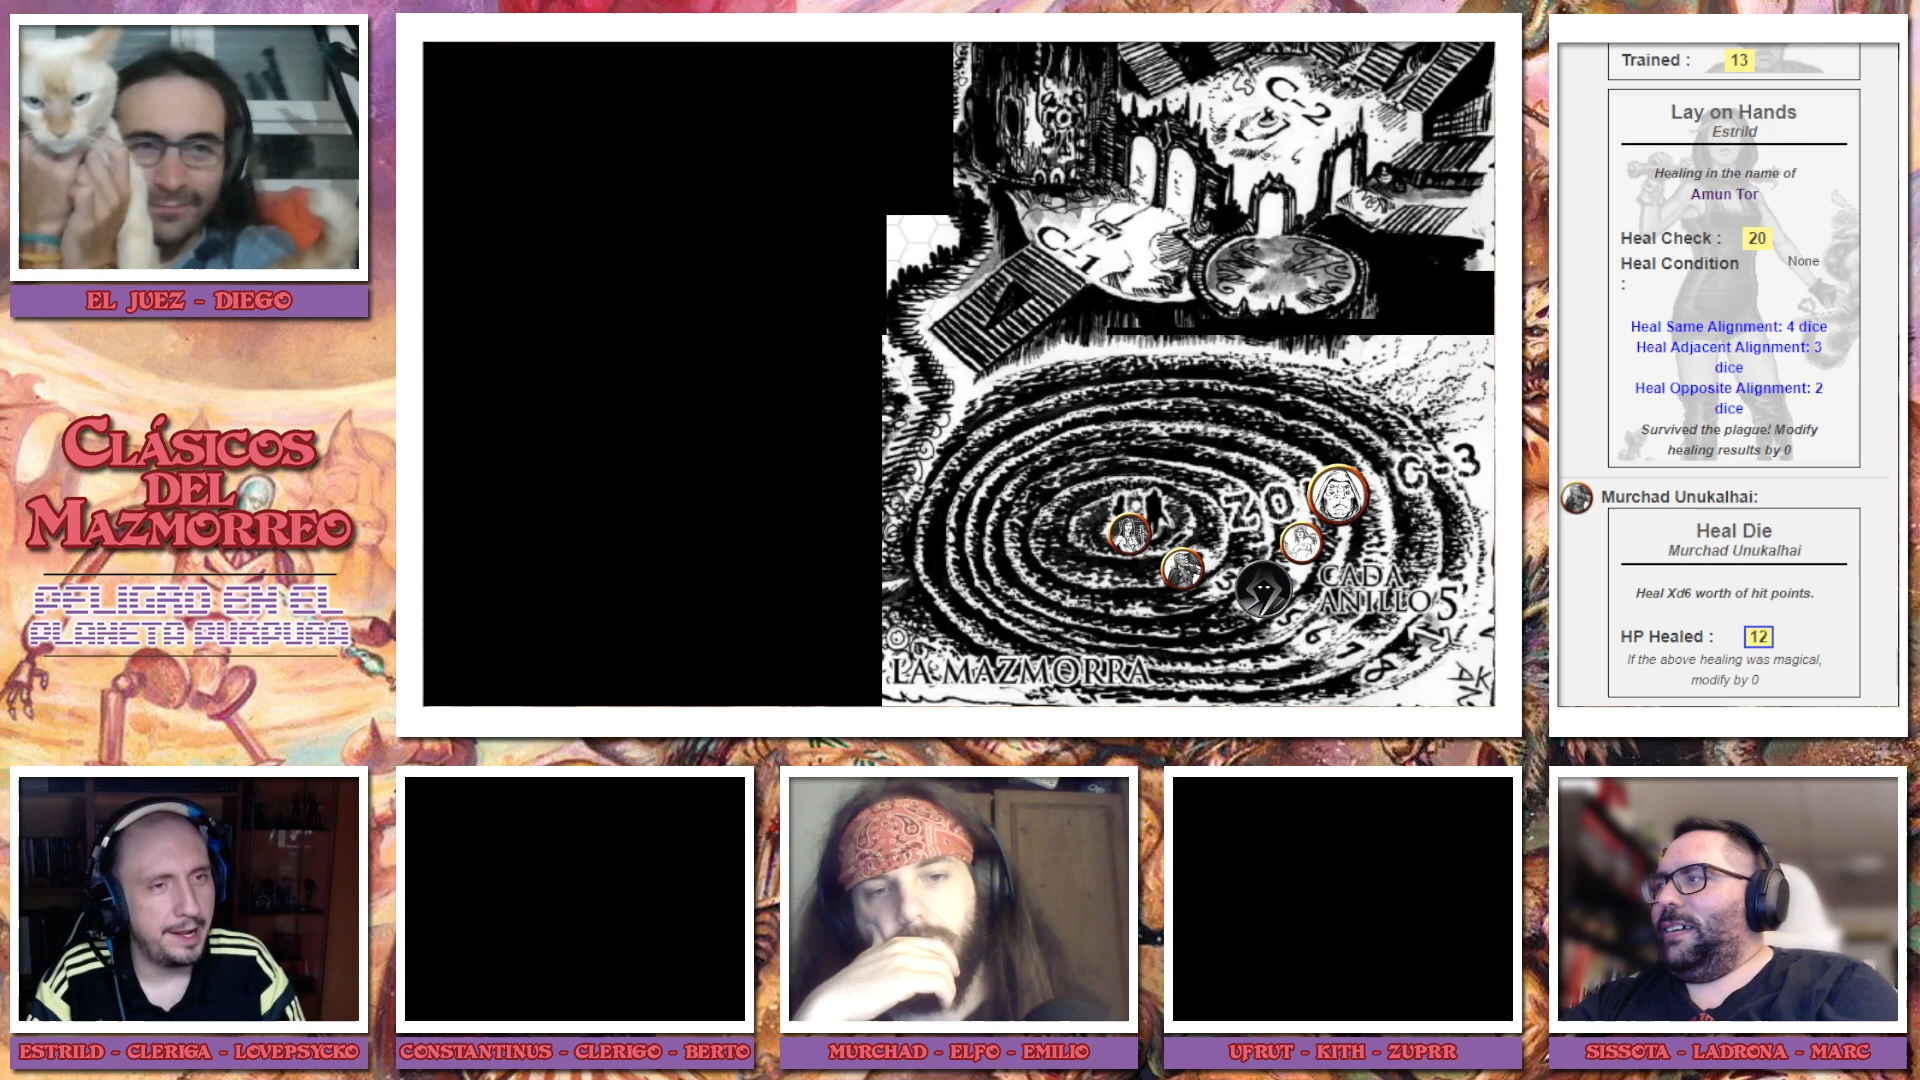 EL JUEZ - DIEGO
CLÁSICOS
DEL
MAZMORREO
PELIGRO EN EL
PLANETA PURPURA
C-2
C-1
C-3
CADA
ANILLO 5'
5
6
7
8
LA MAZMORRA
Trained : 13
Lay on Hands
Estrild
Healing in the name of
Amun Tor
Heal Check : 20
Heal Condition None
:
Heal Same Alignment: 4 dice
Heal Adjacent Alignment: 3
dice
Heal Opposite Alignment: 2
dice
Survived the plague! Modify
healing results by 0
Murchad Unukalhai:
Heal Die
Murchad Unukalhai
Heal Xd6 worth of hit points.
HP Healed : 12
If the above healing was magical,
modify by 0
ESTRILD - CLERIGA - LOVEPSYCKO
CONSTANTINUS - CLERIGO - BERTO
MURCHAD - ELFO - EMILIO
UFRUT - KITH - ZUPRR
SISSOTA - LADRONA - MARC